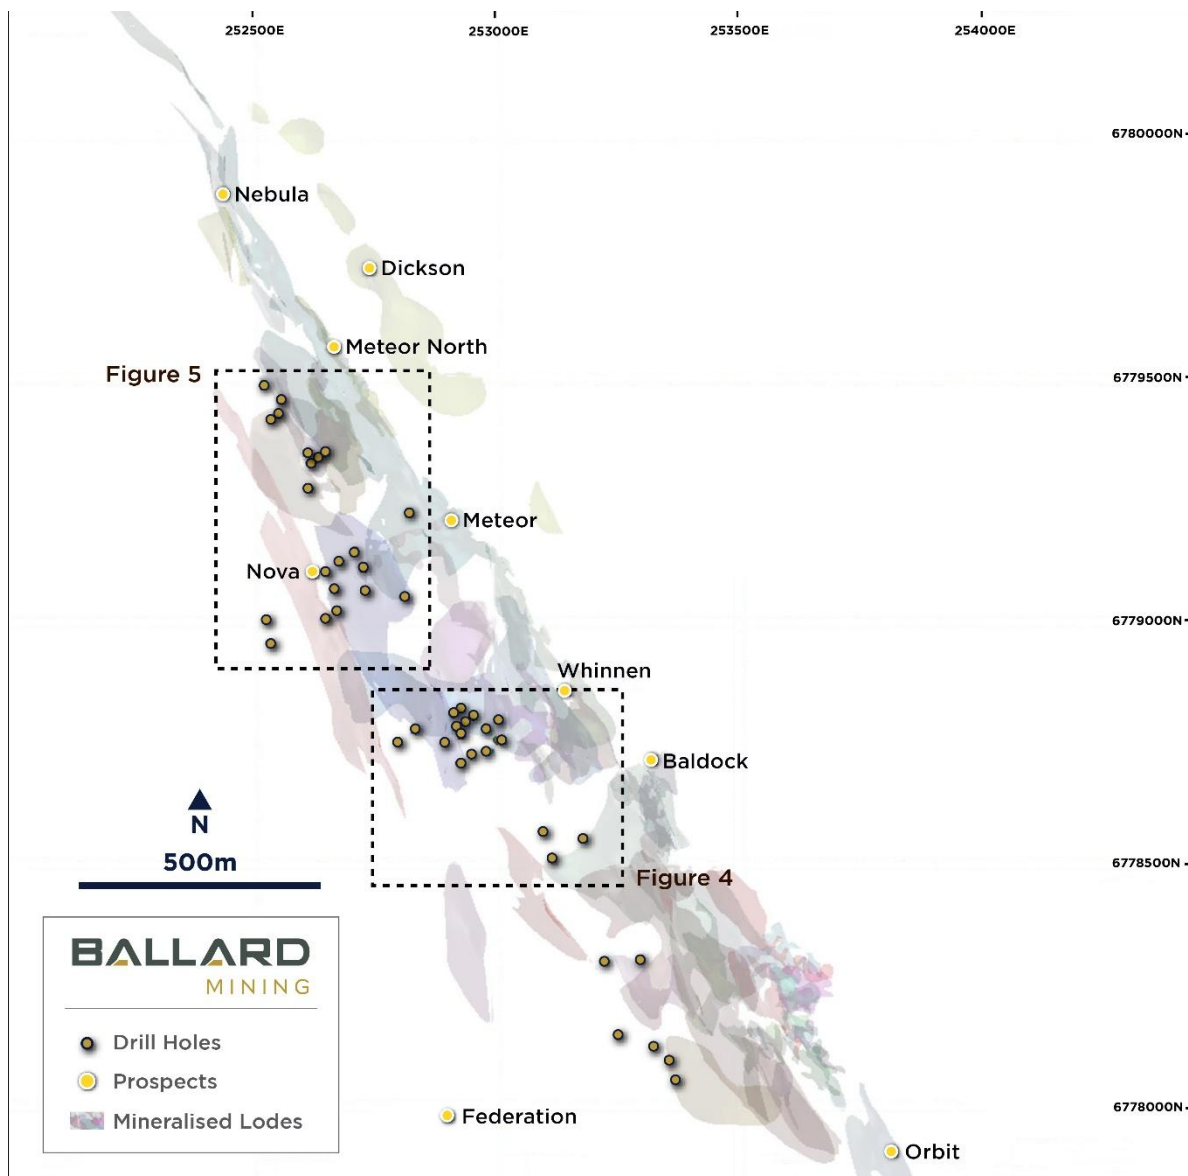 252500E 253000E 253500E 254000E
6780000N
Nebula
Dickson
Meteor North
Figure 5
6779500N
Meteor
Nova
6779000N
Whinnen
Baldock
N
500m
6778500N
Figure 4
BALLARD
MINING
Drill Holes
Prospects
Mineralised Lodes
Federation
6778000N
Orbit